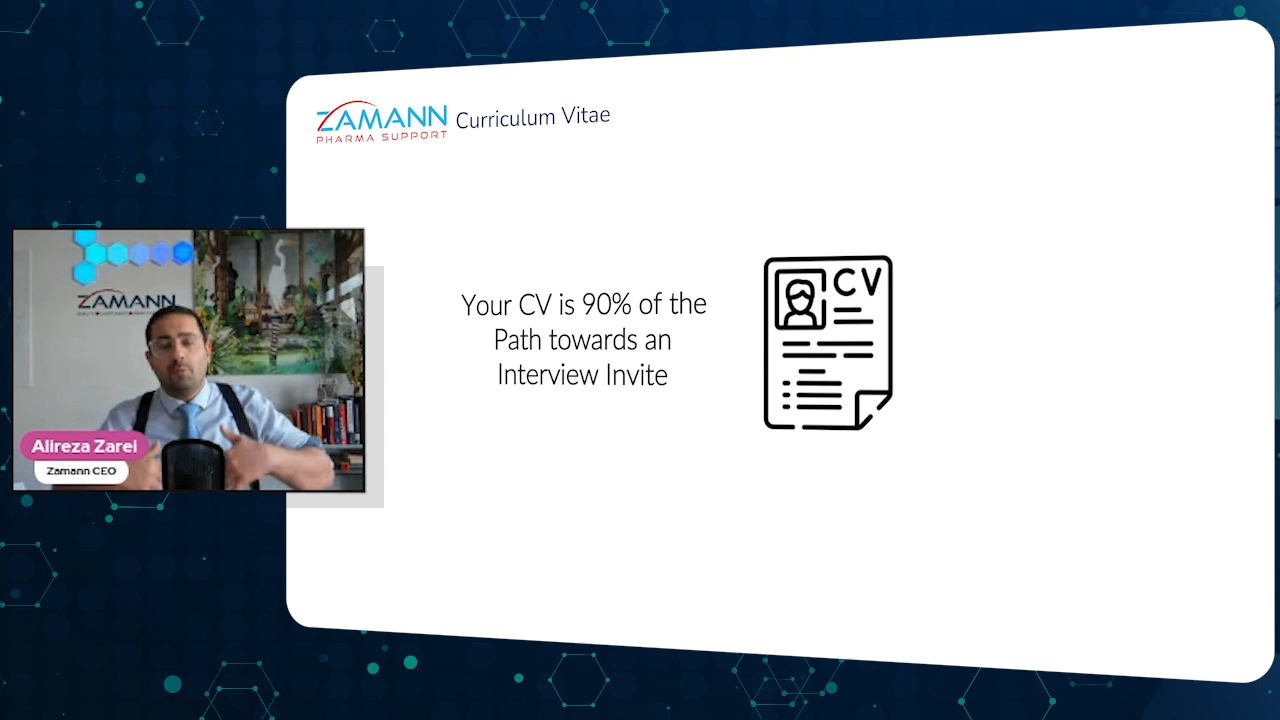 ZAMANN
PHARMA SUPPORT
Curriculum Vitae
Your CV is 90% of the
Path towards an
Interview Invite
CV
ZAMANN
Alireza Zarei
Zamann CEO